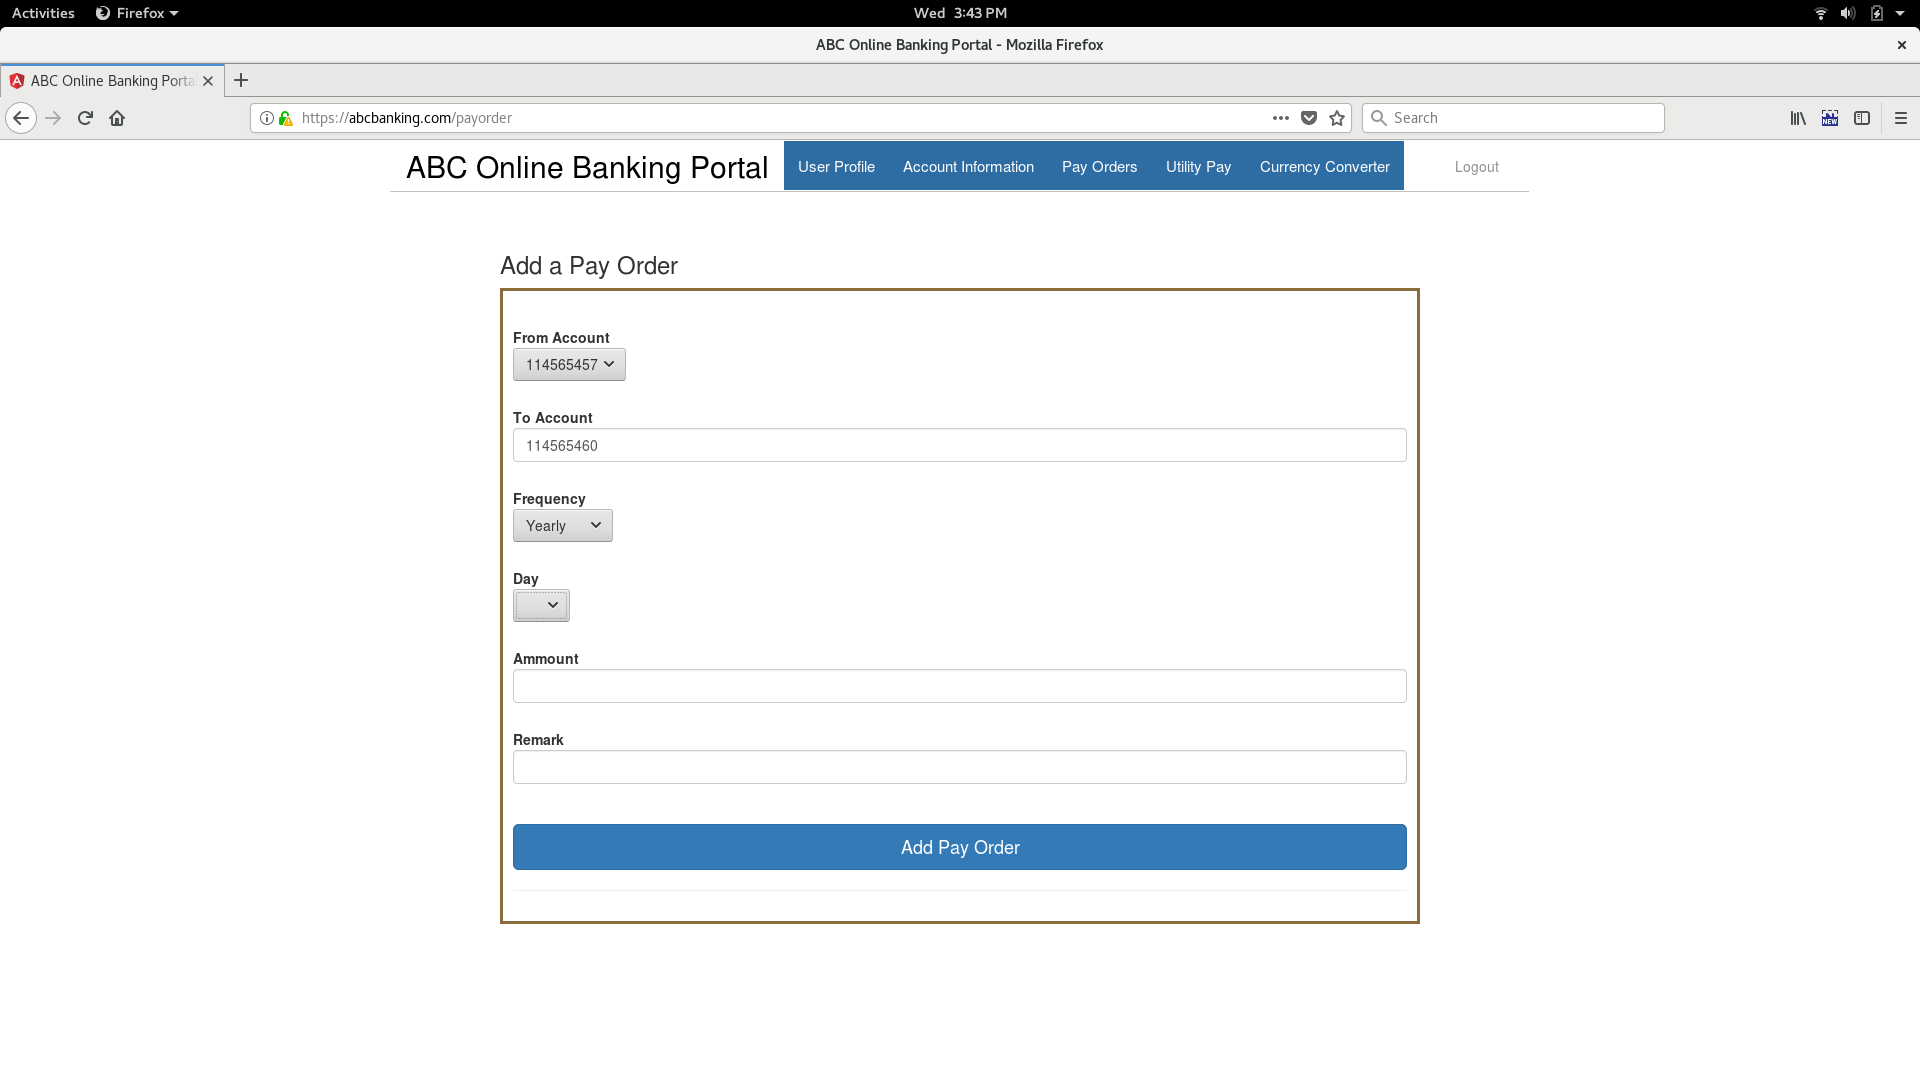 Activities Firefox Wed 3:43 PM
ABC Online Banking Portal - Mozilla Firefox
ABC Online Banking Porta
https://abcbanking.com/payorder Search NEW
ABC Online Banking Portal User Profile Account Information Pay Orders Utility Pay Currency Converter Logout
Add a Pay Order
From Account
114565457
To Account
114565460
Frequency
Yearly
Day
Ammount
Remark
Add Pay Order